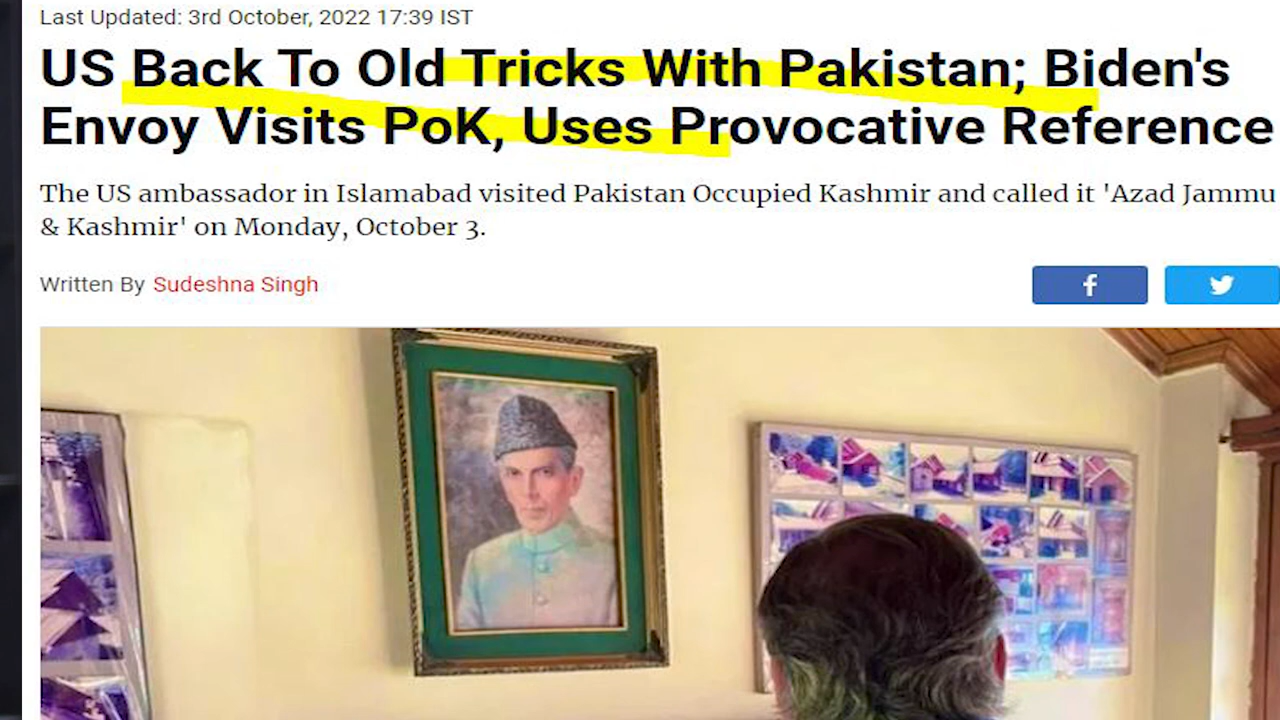 Last Updated: 3rd October, 2022 17:39 IST
US Back To Old Tricks With Pakistan; Biden's
Envoy Visits PoK, Uses Provocative Reference
The US ambassador in Islamabad visited Pakistan Occupied Kashmir and called it 'Azad Jammu
& Kashmir' on Monday, October 3.
Written By Sudeshna Singh